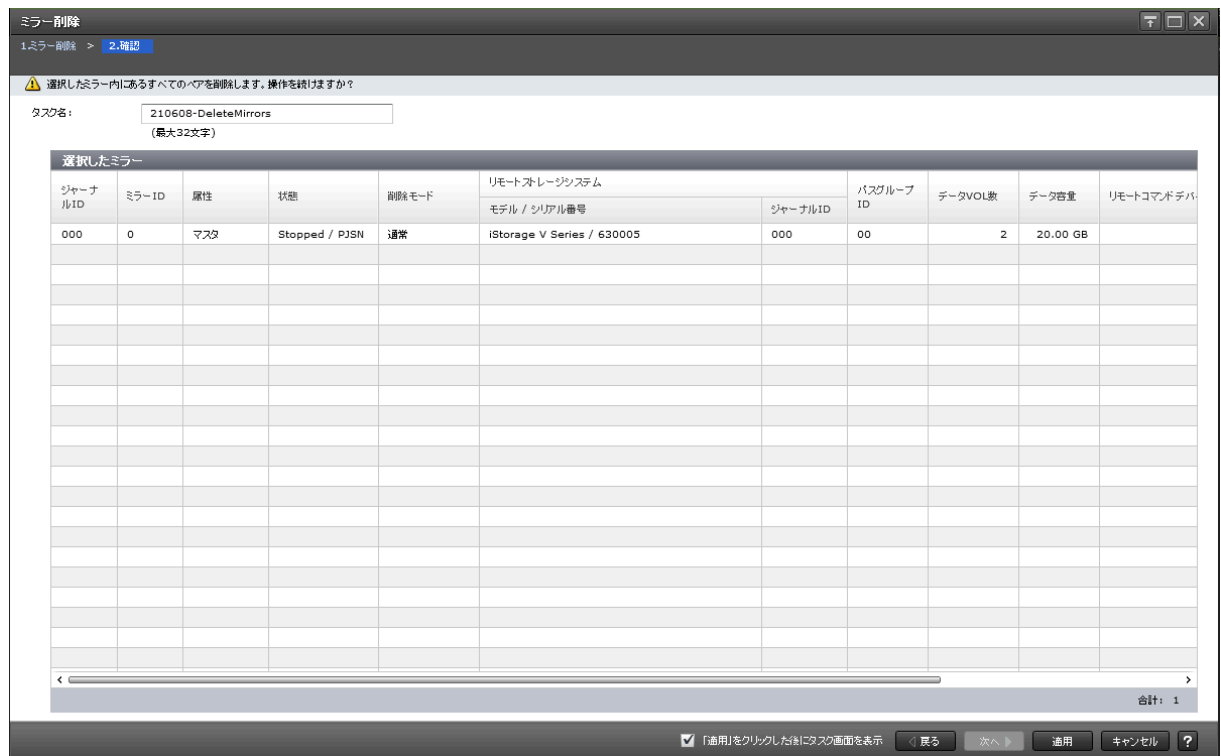 ミラー削除
1.ミラー削除 > 2.確認
選択したミラー内にあるすべてのペアを削除します。操作を続けますか?
タスク名: 210608-DeleteMirrors
(最大32文字)
選択したミラー
ジャーナルID ミラーID 属性 状態 削除モード リモートストレージシステム パスグループID データVOL数 データ容量 リモートコマンドデバ
モデル / シリアル番号 ジャーナルID
000 0 マスタ Stopped / PJSN 通常 iStorage V Series / 630005 000 00 2 20.00 GB
合計: 1
「適用」をクリックした後にタスク画面を表示 戻る 次へ 適用 キャンセル ?